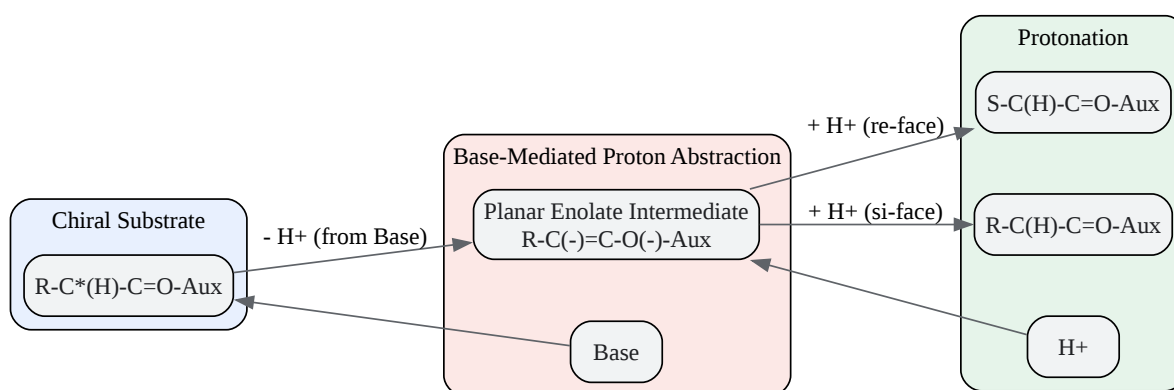 Chiral Substrate
R-C*(H)-C=O-Aux
- H+ (from Base)
Base-Mediated Proton Abstraction
Planar Enolate Intermediate
R-C(-)=C-O(-)-Aux
Base
+ H+ (re-face)
+ H+ (si-face)
Protonation
S-C(H)-C=O-Aux
R-C(H)-C=O-Aux
H+